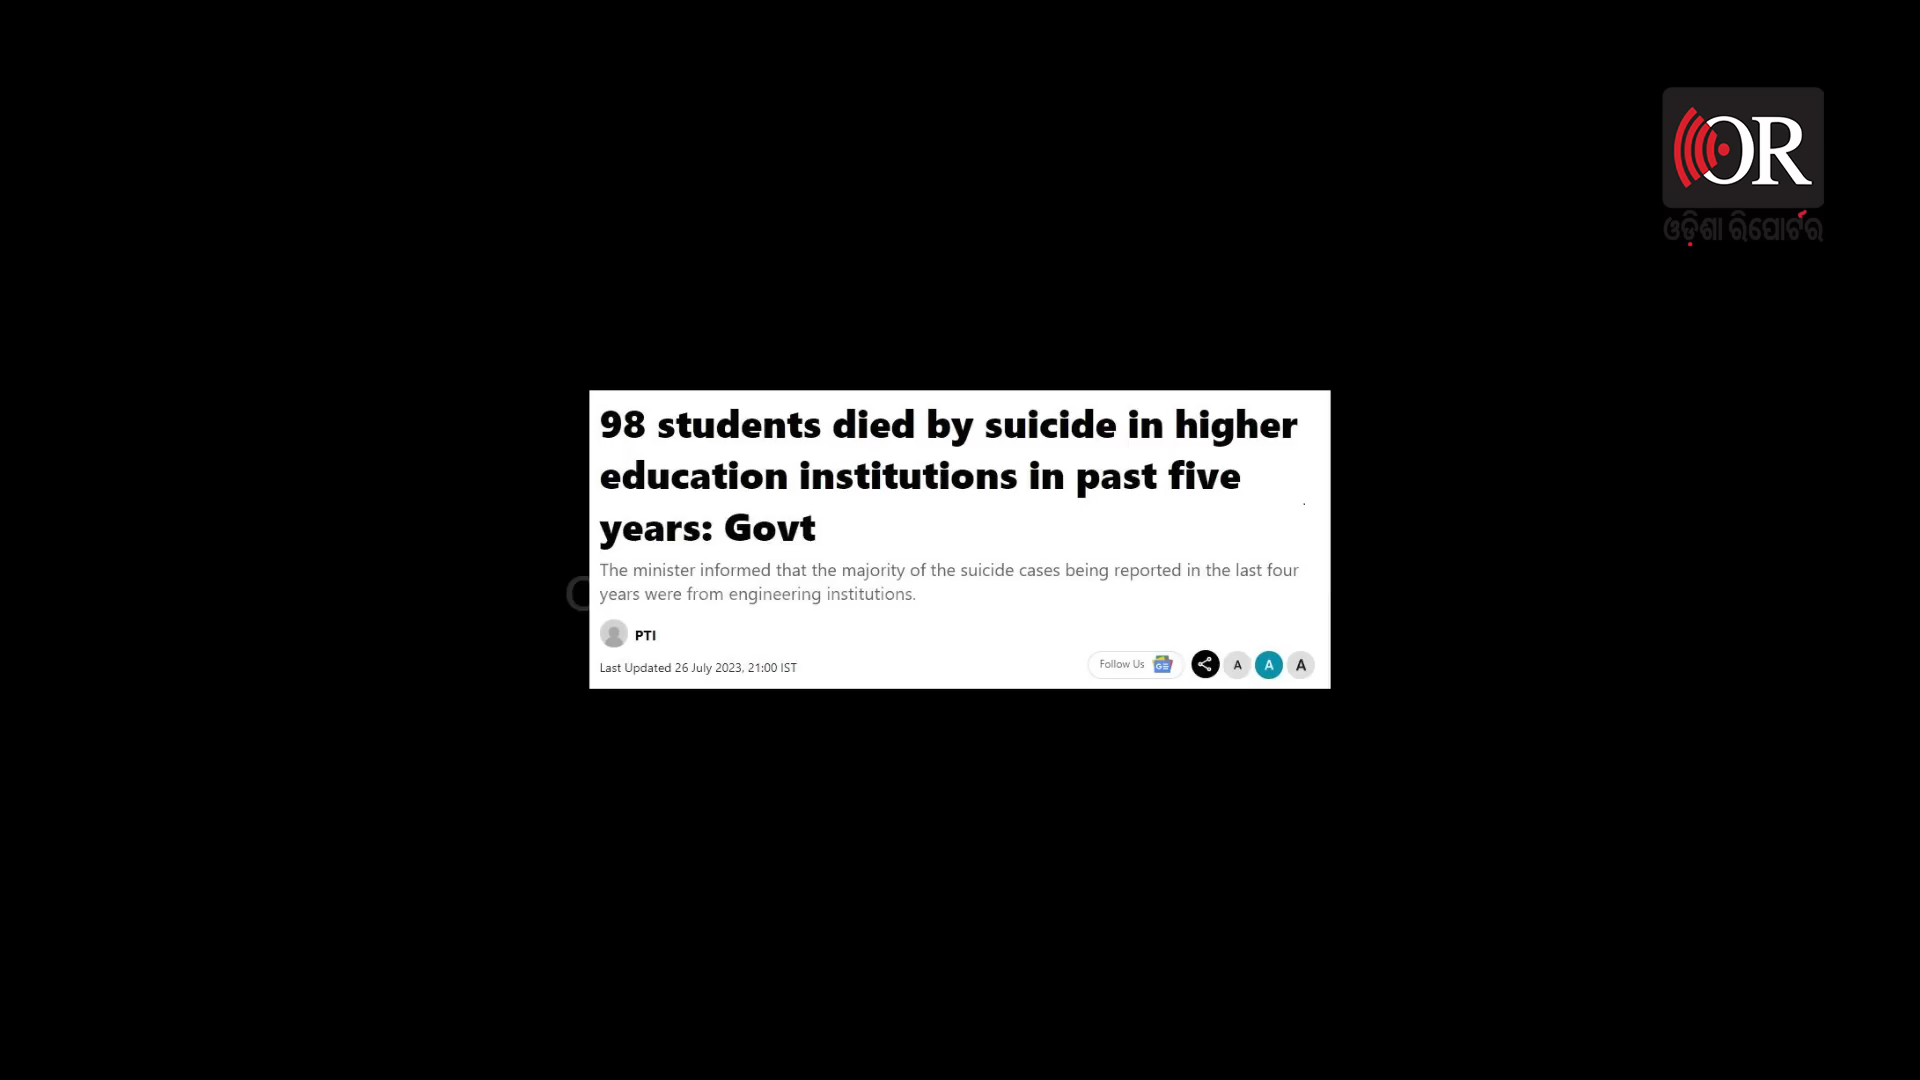 OR
ଓଡ଼ିଶା ରିପୋର୍ଟର
98 students died by suicide in higher
education institutions in past five
years: Govt
The minister informed that the majority of the suicide cases being reported in the last four
years were from engineering institutions.
PTI
Last Updated 26 July 2023, 21:00 IST
Follow Us
A
A
A